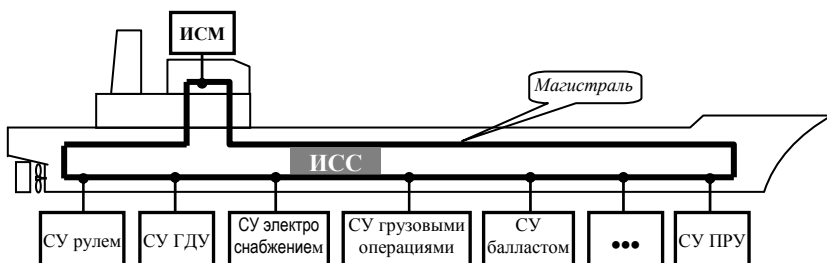 ИСМ
Магистраль
ИСС
СУ рулем
СУ ГДУ
СУ электро
снабжением
СУ грузовыми
операциями
СУ
балластом
•••
СУ ПРУ